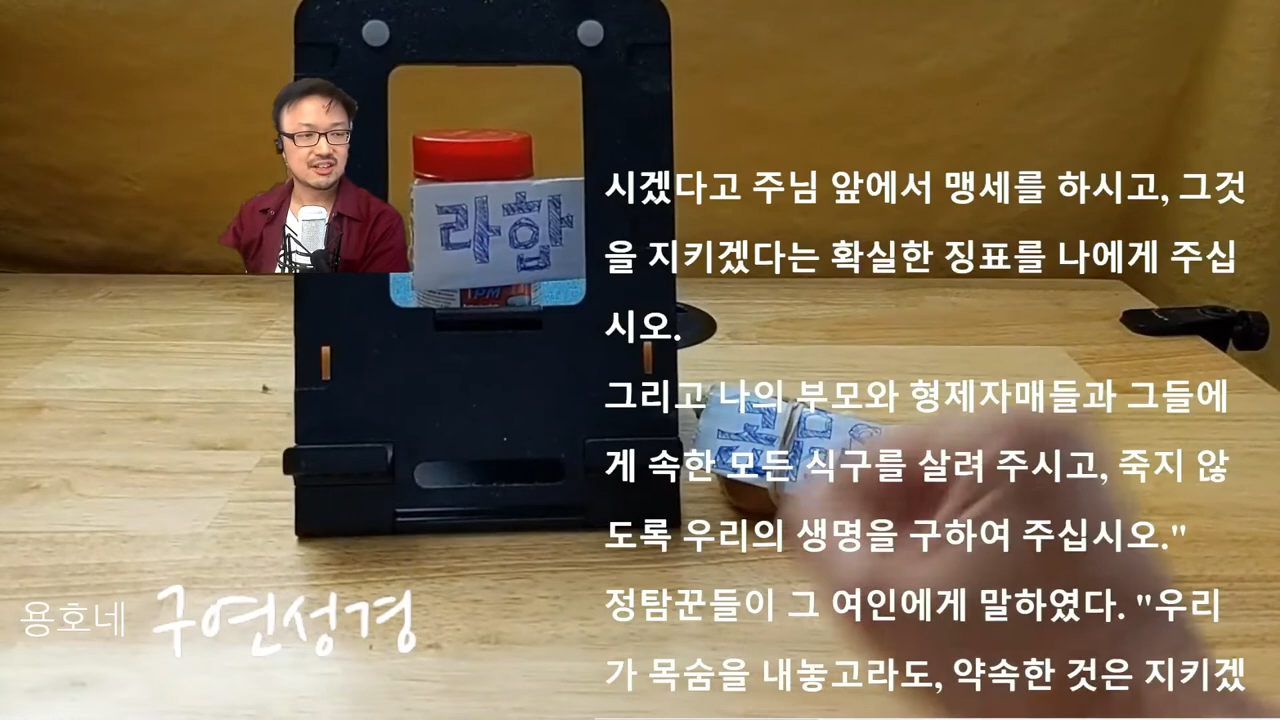 라합
PM
시겠다고 주님 앞에서 맹세를 하시고, 그것
을 지키겠다는 확실한 징표를 나에게 주십
시오.
그리고 나의 부모와 형제자매들과 그들에
게 속한 모든 식구를 살려 주시고, 죽지 않
도록 우리의 생명을 구하여 주십시오."
정탐꾼들이 그 여인에게 말하였다. "우리
가 목숨을 내놓고라도, 약속한 것은 지키겠
용호네 구연성경